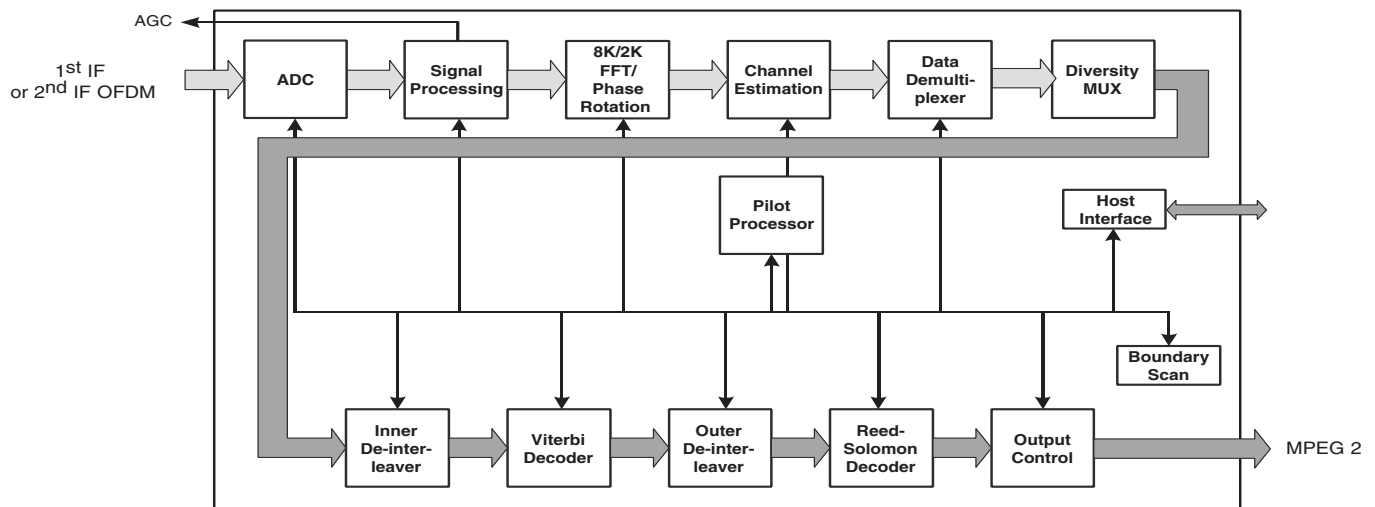 AGC
1st IF
or 2nd IF OFDM
ADC
Signal
Processing
8K/2K
FFT/
Phase
Rotation
Channel
Estimation
Data
Demulti-
plexer
Diversity
MUX
Pilot
Processor
Host
Interface
Boundary
Scan
Inner
De-inter-
leaver
Viterbi
Decoder
Outer
De-inter-
leaver
Reed-
Solomon
Decoder
Output
Control
MPEG 2